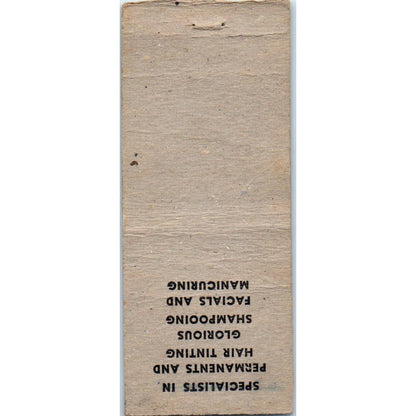 SPECIALISTS IN
PERMANENTS AND
HAIR TINTING
GLORIOUS
SHAMPOOING
FACIALS AND
MANICURING